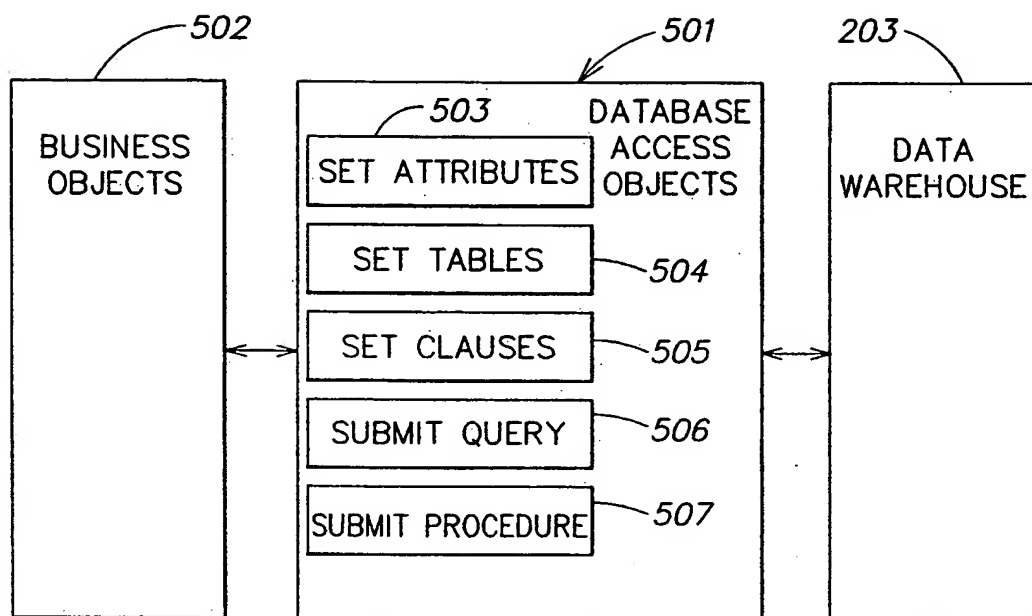 502
501
203
BUSINESS
OBJECTS
503
DATABASE
ACCESS
OBJECTS
SET ATTRIBUTES
SET TABLES
504
SET CLAUSES
505
SUBMIT QUERY
506
SUBMIT PROCEDURE
507
DATA
WAREHOUSE